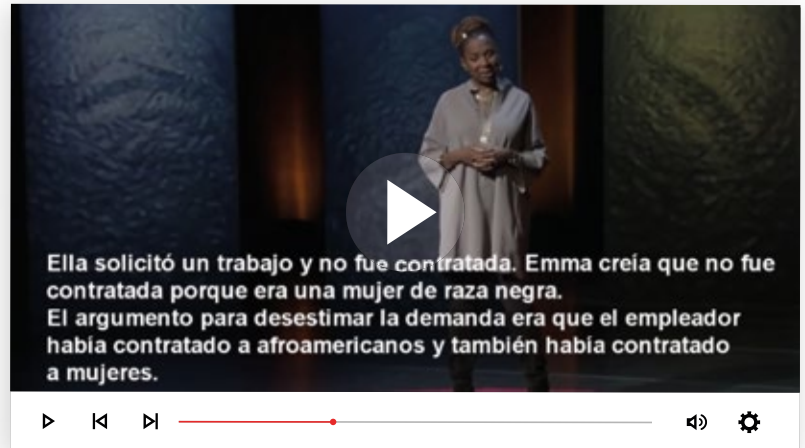 Ella solicitó un trabajo y no fue contratada. Emma creía que no fue
contratada porque era una mujer de raza negra.
El argumento para desestimar la demanda era que el empleador
había contratado a afroamericanos y también había contratado
a mujeres.